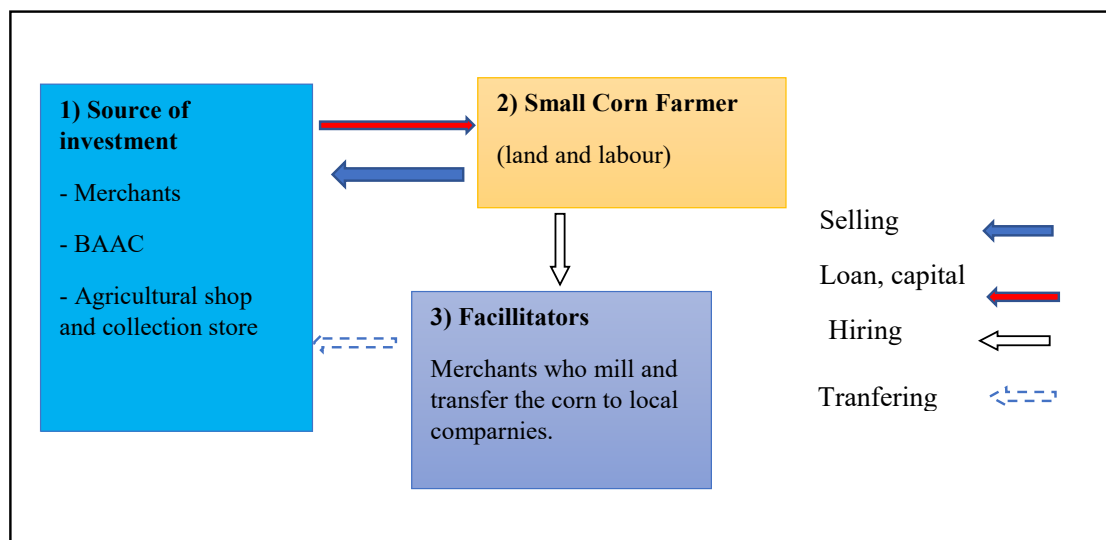 1) Source of
investment
- Merchants
- BAAC
- Agricultural shop
and collection store
2) Small Corn Farmer
(land and labour)
3) Facillitators
Merchants who mill and
transfer the corn to local
comparnies.
Selling
Loan, capital
Hiring
Tranfering